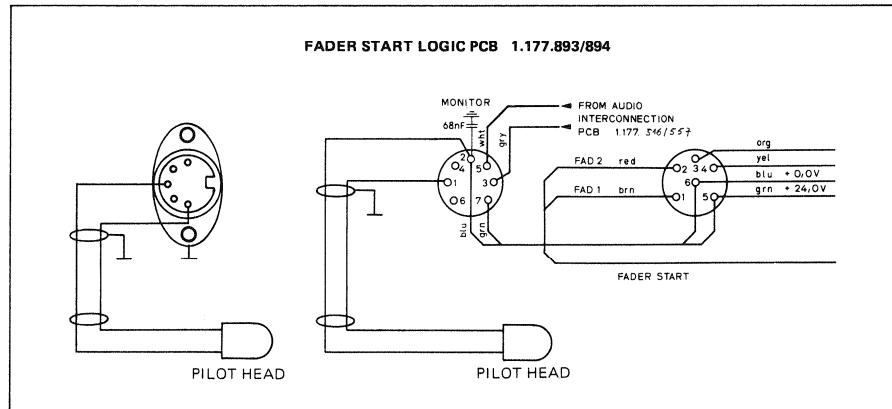 FADER START LOGIC PCB 1.177.893/894
MONITOR
68nF
wht
gry
FROM AUDIO
INTERCONNECTION
PCB 1.177. 516/557
2
4
5
1
3
6
7
blu
grn
FAD 2 red
FAD 1 brn
2
3
4
6
1
5
org
yel
blu + 0,0V
grn + 24,0V
FADER START
PILOT HEAD
PILOT HEAD